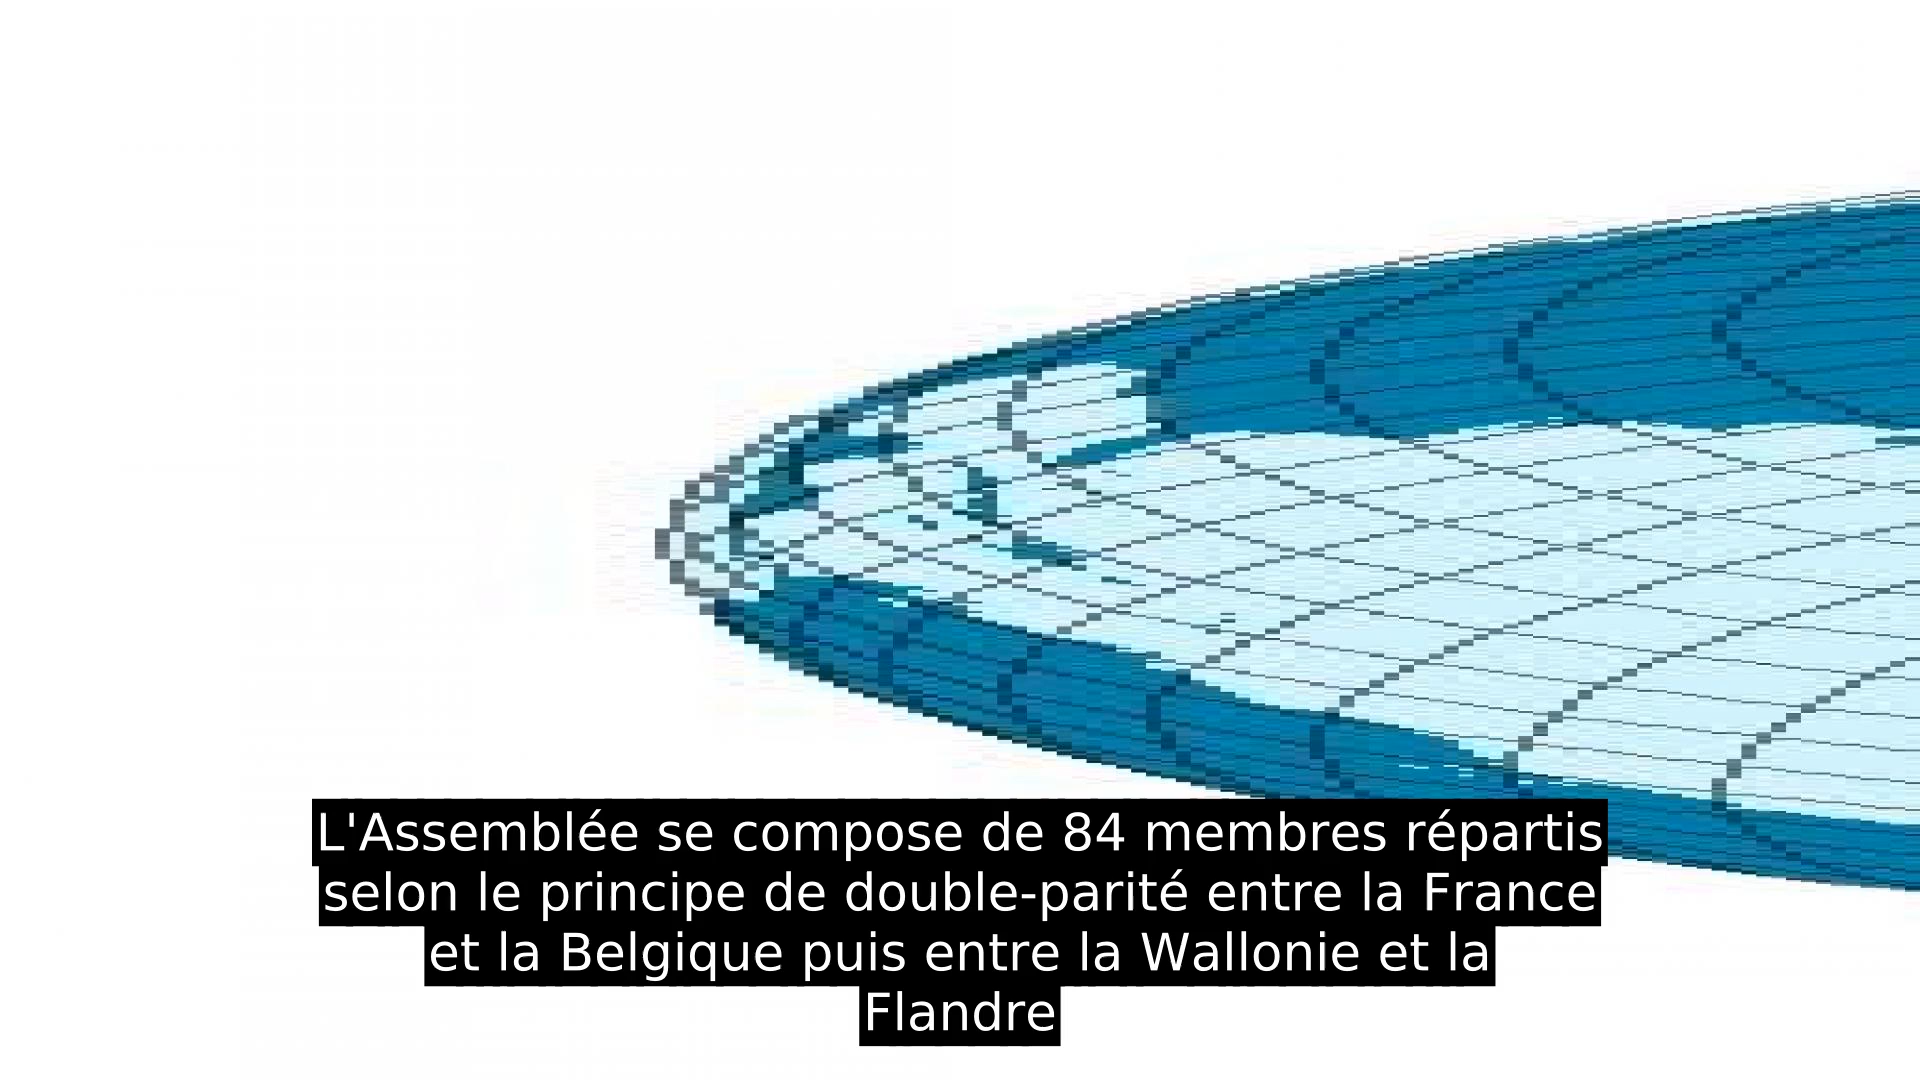 L'Assemblée se compose de 84 membres répartis
selon le principe de double-parité entre la France
et la Belgique puis entre la Wallonie et la
Flandre